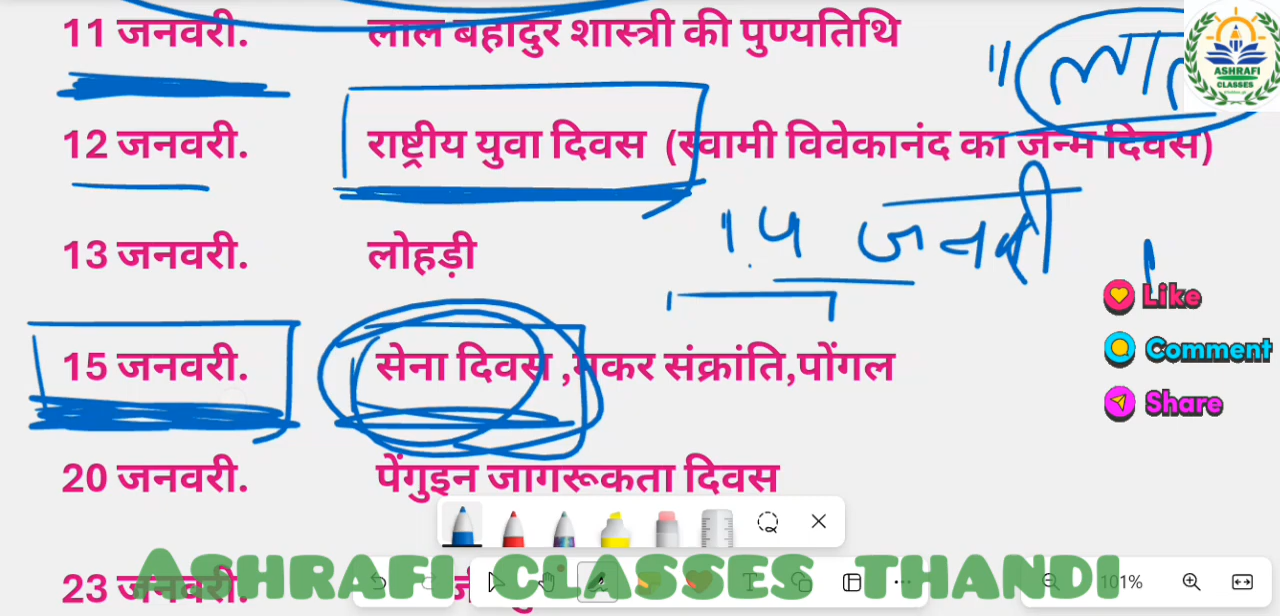 11 जनवरी. लाल बहादुर शास्त्री की पुण्यतिथि
"लाल
ASHRAFI
CLASSES
12 जनवरी. राष्ट्रीय युवा दिवस (स्वामी विवेकानंद का जन्म दिवस)
14 जनवरी
13 जनवरी. लोहड़ी
Like
15 जनवरी. सेना दिवस ,मकर संक्रांति,पोंगल
Comment
Share
20 जनवरी. पेंगुइन जागरूकता दिवस
ASHRAFI CLASSES THANDI
23 जनवरी.
T
101%